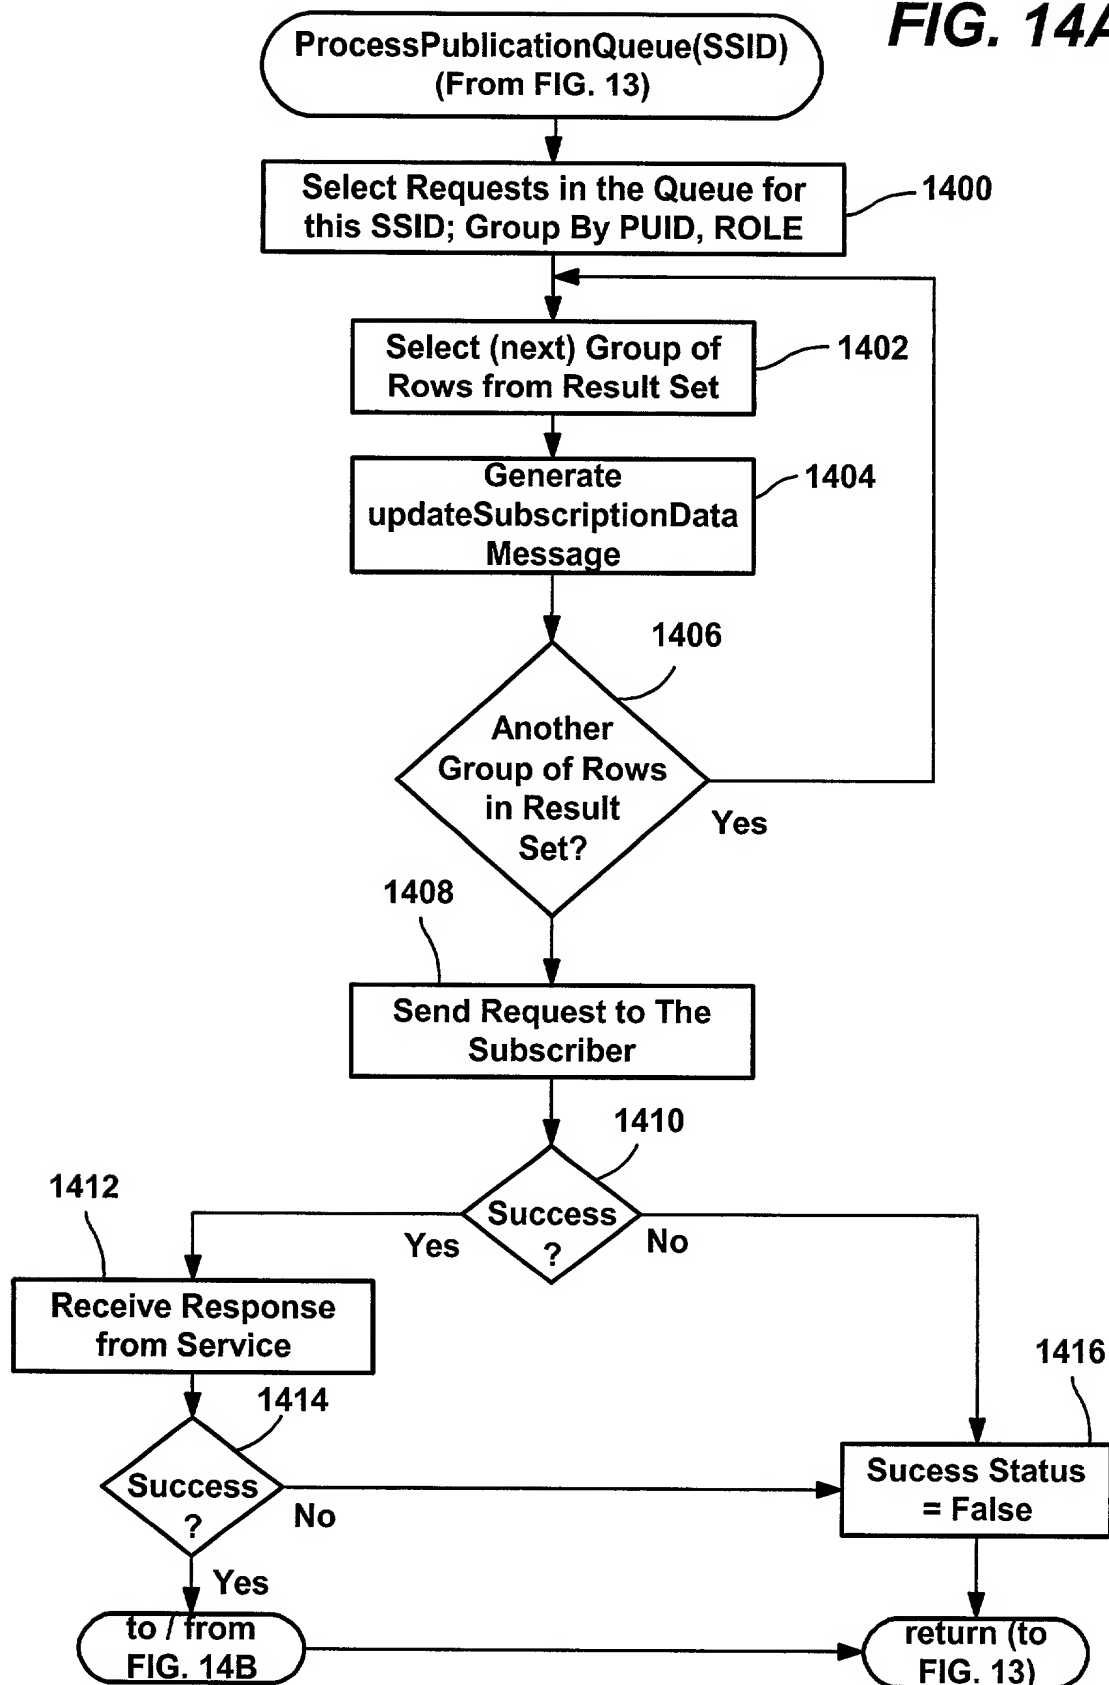 FIG. 14A
ProcessPublicationQueue(SSID)
(From FIG. 13)
Select Requests in the Queue for
this SSID; Group By PUID, ROLE
1400
Select (next) Group of
Rows from Result Set
1402
Generate
updateSubscriptionData
Message
1404
1406
Another
Group of Rows
in Result
Set?
Yes
1408
Send Request to The
Subscriber
1410
Success
?
Yes
No
1412
Receive Response
from Service
1414
Success
?
No
Yes
1416
Sucess Status
= False
to / from
FIG. 14B
return (to
FIG. 13)